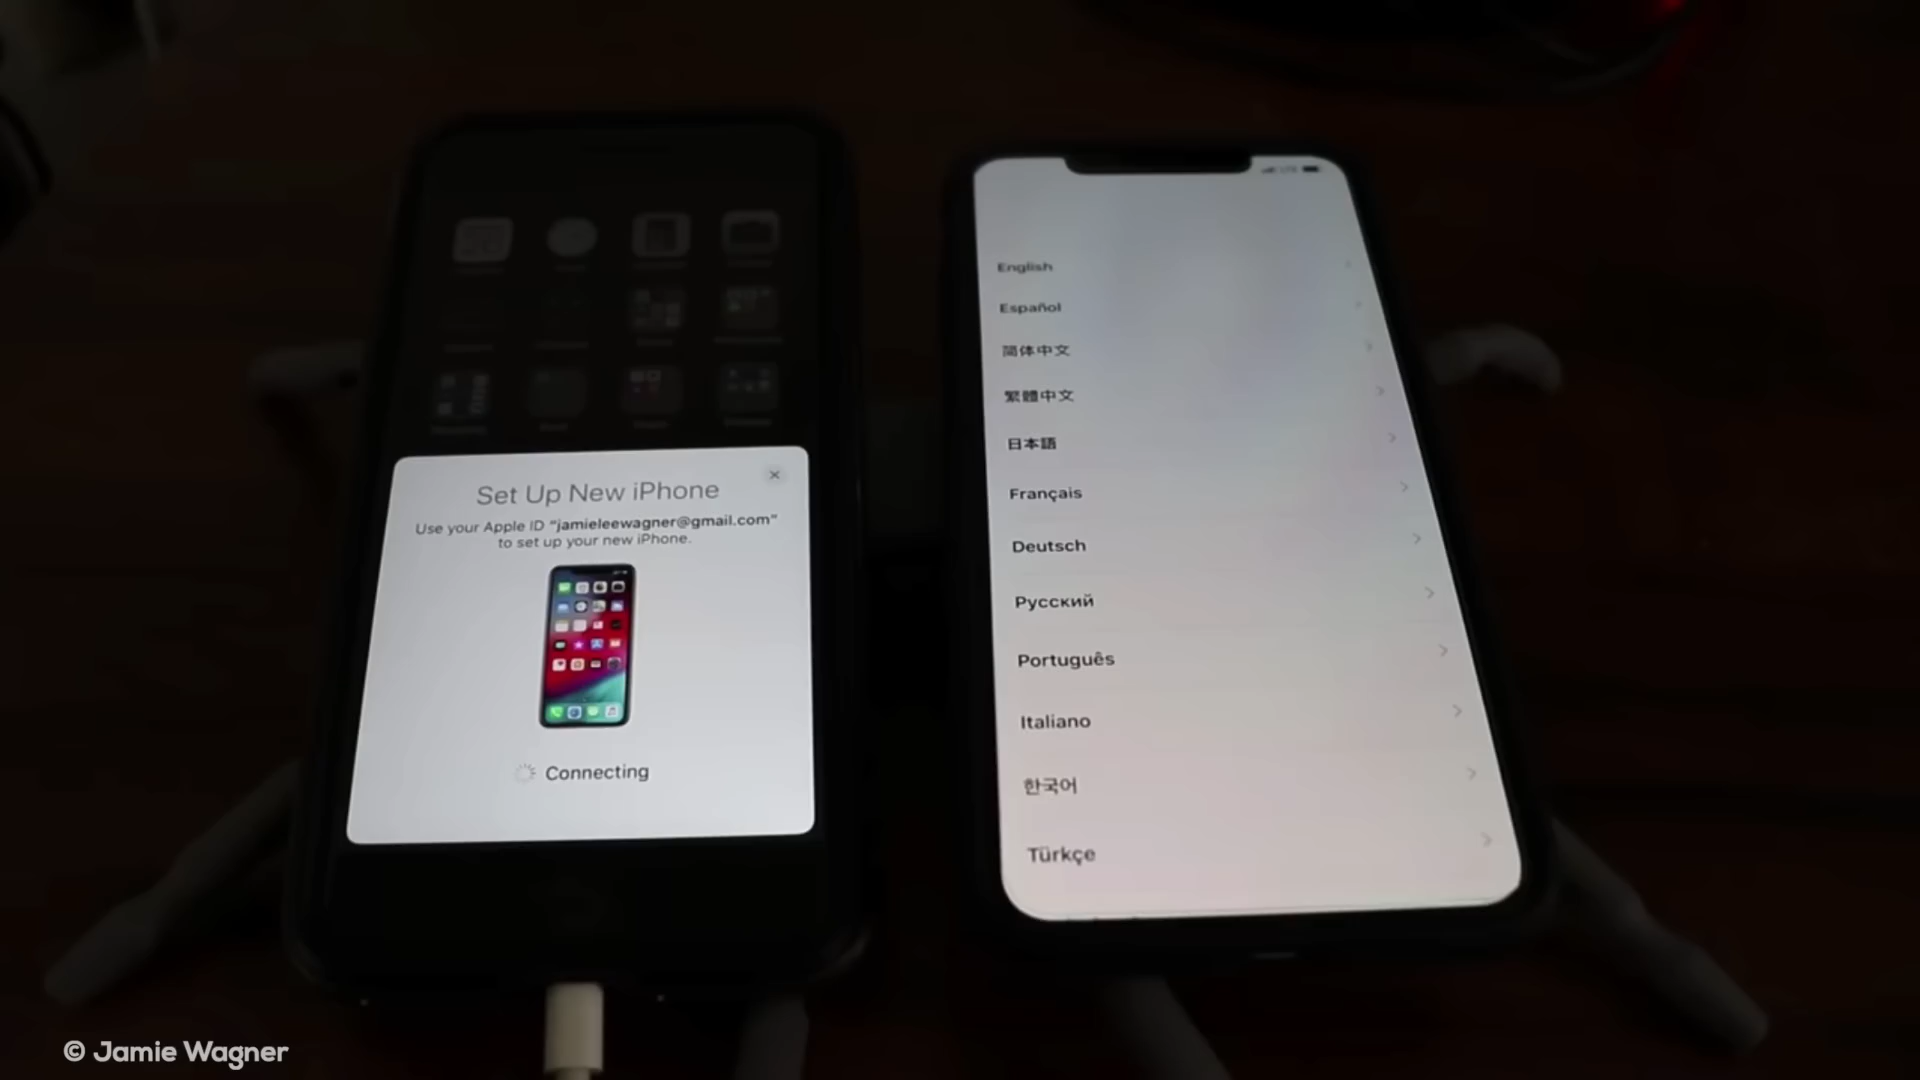 Set Up New iPhone
Use your Apple ID "jamieleewagner@gmail.com"
to set up your new iPhone.
Connecting
English
Español
简体中文
繁體中文
日本語
Français
Deutsch
Русский
Português
Italiano
한국어
Türkçe
© Jamie Wagner